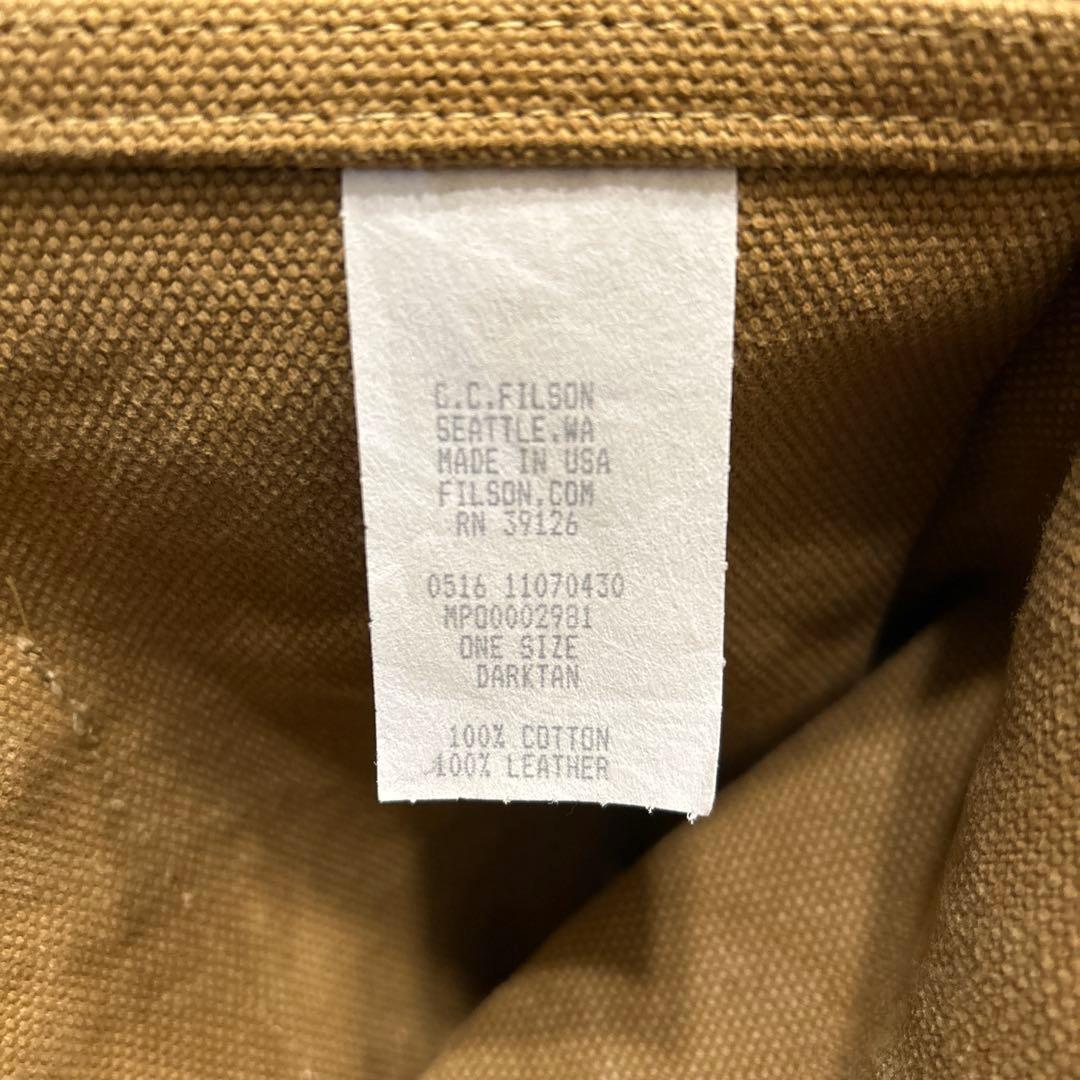 C.C.FILSON
SEATTLE.WA
MADE IN USA
FILSON.COM
RN 39126
0516 11070430
MP00002981
ONE SIZE
DARKTAN
100% COTTON
100% LEATHER